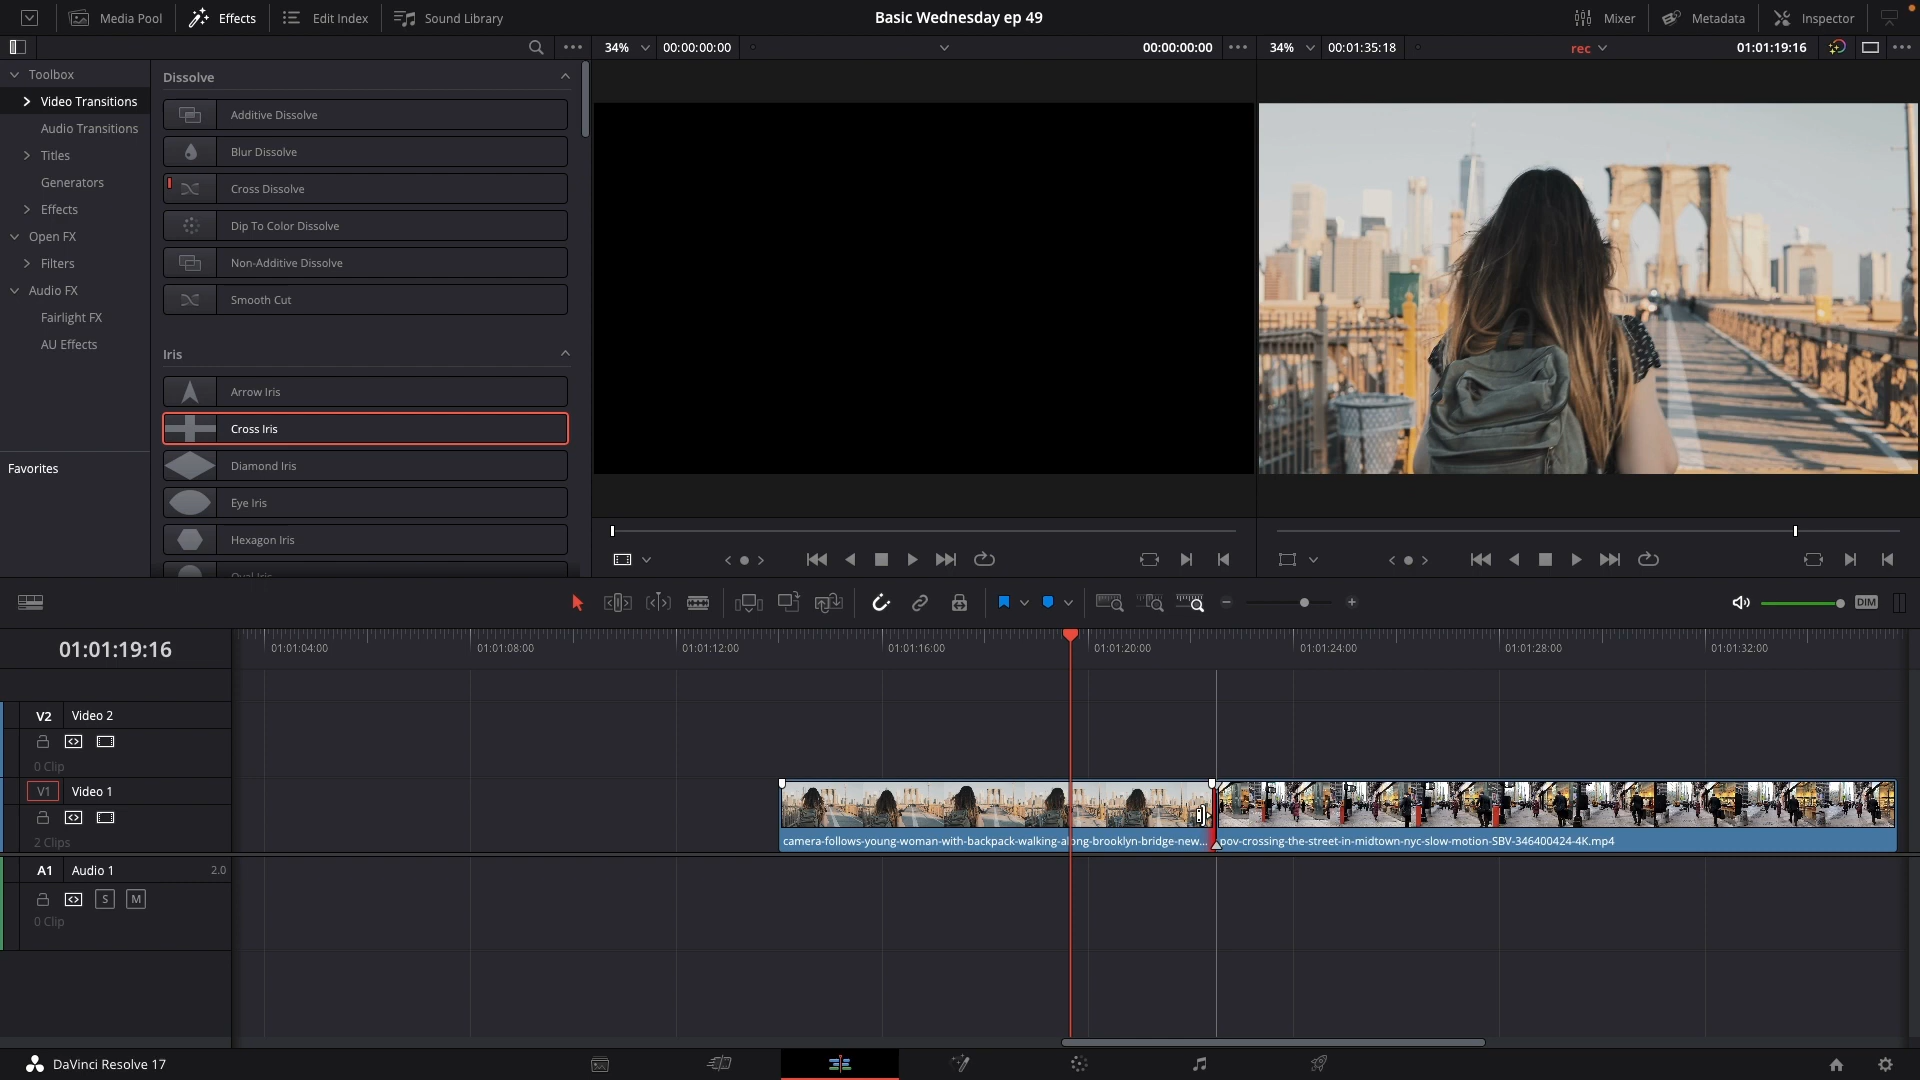 Media Pool
Effects
Edit Index
Sound Library
Basic Wednesday ep 49
Mixer
Metadata
Inspector
34%
00:00:00:00
00:00:00:00
34%
00:01:35:18
rec
01:01:19:16
Toolbox
Video Transitions
Audio Transitions
Titles
Generators
Effects
Open FX
Filters
Audio FX
Fairlight FX
AU Effects
Favorites
Dissolve
Additive Dissolve
Blur Dissolve
Cross Dissolve
Dip To Color Dissolve
Non-Additive Dissolve
Smooth Cut
Iris
Arrow Iris
Cross Iris
Diamond Iris
Eye Iris
Hexagon Iris
Oval Iris
DIM
01:01:19:16
01:01:04:00
01:01:08:00
01:01:12:00
01:01:16:00
01:01:20:00
01:01:24:00
01:01:28:00
01:01:32:00
V2 Video 2
0 Clip
V1 Video 1
2 Clips
camera-follows-young-woman-with-backpack-walking-along-brooklyn-bridge-new...
pov-crossing-the-street-in-midtown-nyc-slow-motion-SBV-346400424-4K.mp4
A1 Audio 1 2.0
S M
0 Clip
DaVinci Resolve 17